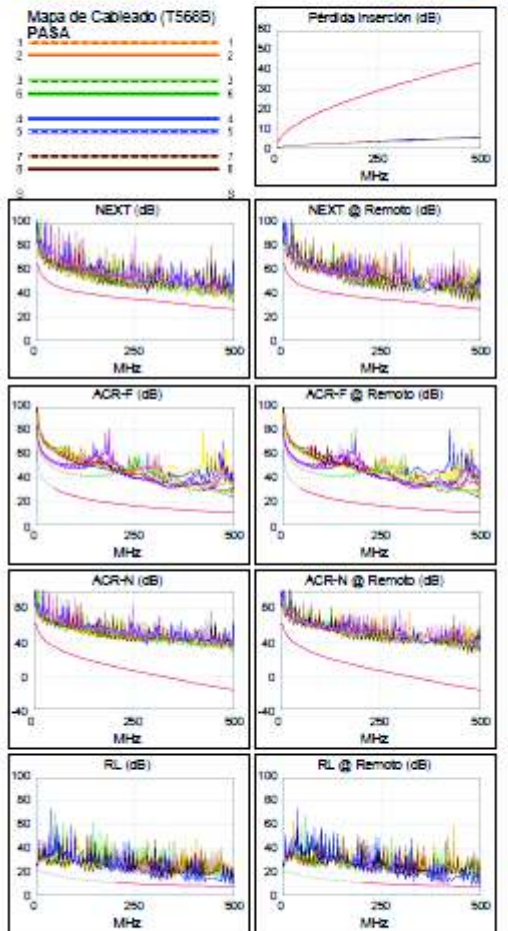 Mapa de Cableado (T568B)
PASA
1 1
2 2
3 3
6 6
4 4
5 5
7 7
8 8
S S
Pérdida Inserción (dB)
60
50
40
30
20
10
0
0 250 500
MHz
NEXT (dB)
100
80
60
40
20
0
0 250 500
MHz
NEXT @ Remoto (dB)
100
80
60
40
20
0
0 250 500
MHz
ACR-F (dB)
100
80
60
40
20
0
0 250 500
MHz
ACR-F @ Remoto (dB)
100
80
60
40
20
0
0 250 500
MHz
ACR-N (dB)
80
40
0
-40
0 250 500
MHz
ACR-N @ Remoto (dB)
80
40
0
-40
0 250 500
MHz
RL (dB)
100
80
60
40
20
0
0 250 500
MHz
RL @ Remoto (dB)
100
80
60
40
20
0
0 250 500
MHz